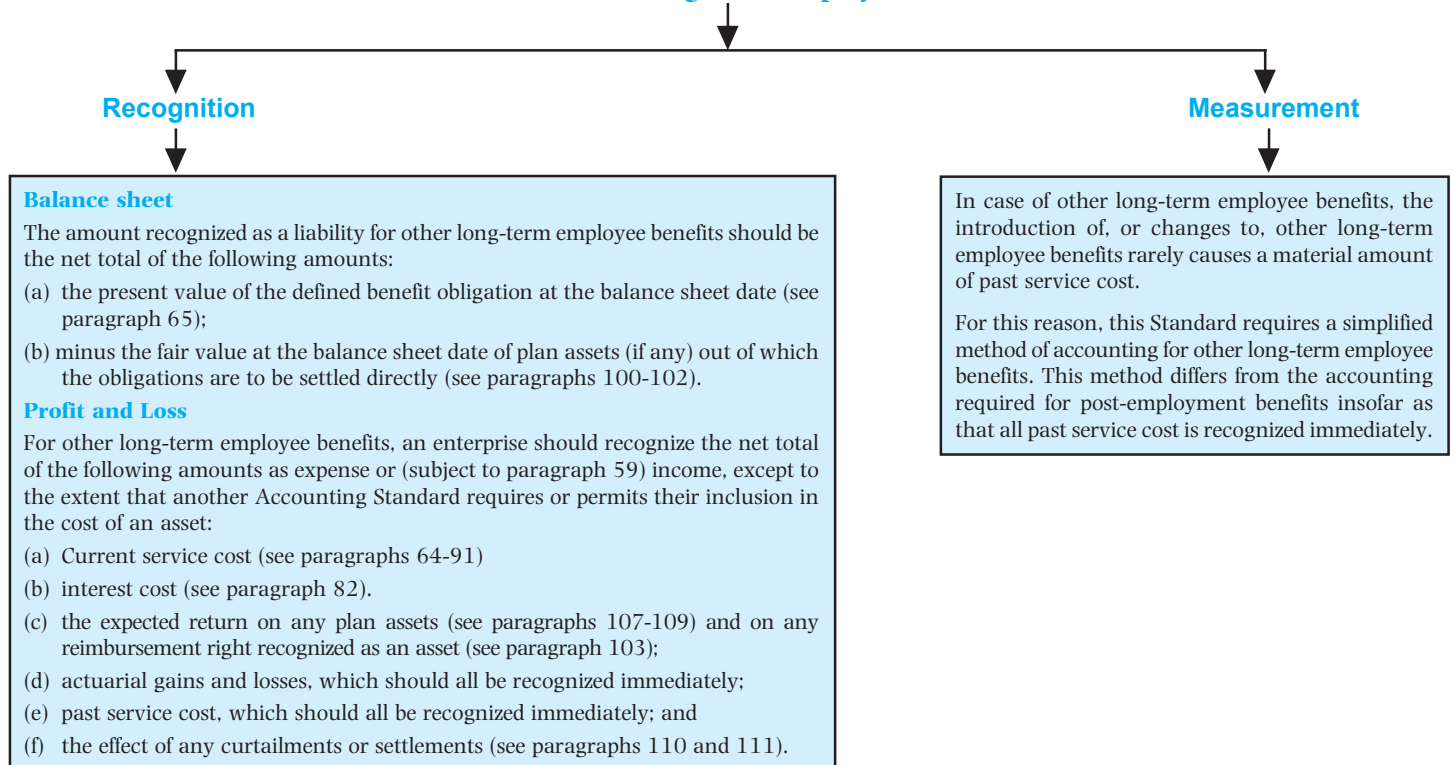 Recognition
Measurement
Balance sheet
The amount recognized as a liability for other long-term employee benefits should be
the net total of the following amounts:
(a) the present value of the defined benefit obligation at the balance sheet date (see
paragraph 65);
(b) minus the fair value at the balance sheet date of plan assets (if any) out of which
the obligations are to be settled directly (see paragraphs 100-102).
Profit and Loss
For other long-term employee benefits, an enterprise should recognize the net total
of the following amounts as expense or (subject to paragraph 59) income, except to
the extent that another Accounting Standard requires or permits their inclusion in
the cost of an asset:
(a) Current service cost (see paragraphs 64-91)
(b) interest cost (see paragraph 82).
(c) the expected return on any plan assets (see paragraphs 107-109) and on any
reimbursement right recognized as an asset (see paragraph 103);
(d) actuarial gains and losses, which should all be recognized immediately;
(e) past service cost, which should all be recognized immediately; and
(f) the effect of any curtailments or settlements (see paragraphs 110 and 111).
In case of other long-term employee benefits, the
introduction of, or changes to, other long-term
employee benefits rarely causes a material amount
of past service cost.
For this reason, this Standard requires a simplified
method of accounting for other long-term employee
benefits. This method differs from the accounting
required for post-employment benefits insofar as
that all past service cost is recognized immediately.